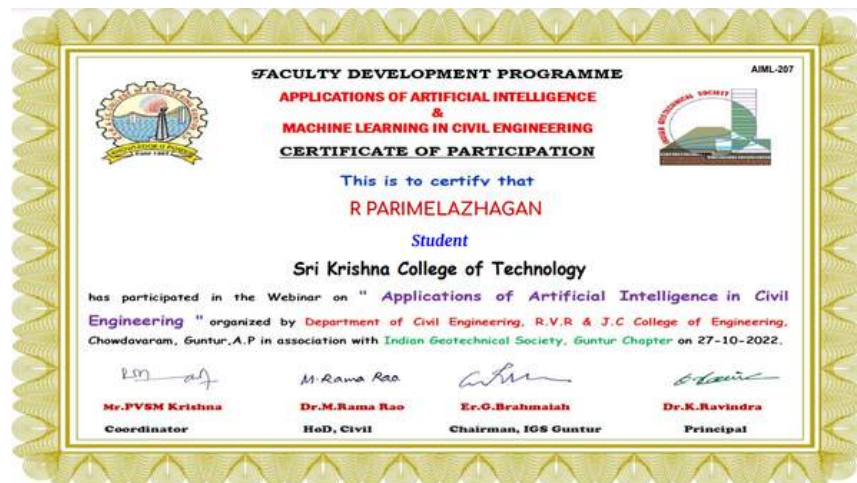 AIML-207
FACULTY DEVELOPMENT PROGRAMME
APPLICATIONS OF ARTIFICIAL INTELLIGENCE
&
MACHINE LEARNING IN CIVIL ENGINEERING
CERTIFICATE OF PARTICIPATION
This is to certify that
R PARIMELAZHAGAN
Student
Sri Krishna College of Technology
has participated in the Webinar on " Applications of Artificial Intelligence in Civil
Engineering " organized by Department of Civil Engineering, R.V.R & J.C College of Engineering,
Chowdavaram, Guntur,A.P in association with Indian Geotechnical Society, Guntur Chapter on 27-10-2022.
M. Rama Rao
Mr.PVSM Krishna Dr.M.Rama Rao Er.G.Brahmaiah Dr.K.Ravindra
Coordinator HoD, Civil Chairman, IGS Guntur Principal